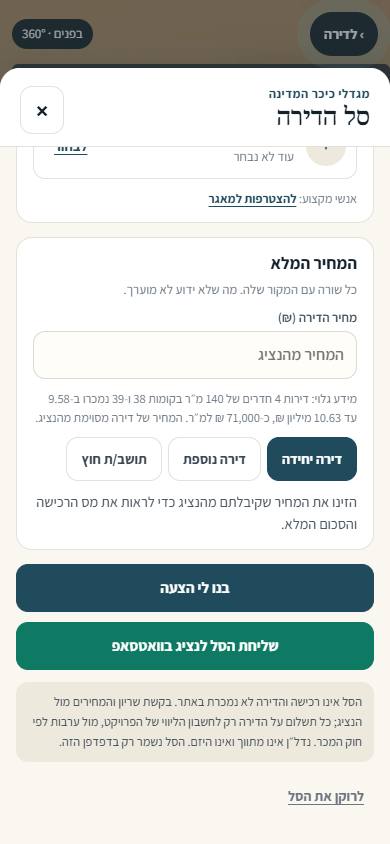 ‹ לדירה
בפנים · 360°
מגדלי כיכר המדינה
סל הדירה
×
לבחור
עוד לא נבחר
אנשי מקצוע: להצטרפות למאגר
המחיר המלא
כל שורה עם המקור שלה. מה שלא ידוע לא מוערך.
מחיר הדירה (₪)
המחיר מהנציג
מידע גלוי: דירות 4 חדרים של 140 מ״ר בקומות 38 ו-39 נמכרו ב-9.58
עד 10.63 מיליון ₪, כ-71,000 ₪ למ״ר. המחיר של דירה מסוימת מהנציג.
דירה יחידה
דירה נוספת
תושב/ת חוץ
הזינו את המחיר שקיבלתם מהנציג כדי לראות את מס הרכישה
והסכום המלא.
בנו לי הצעה
שליחת הסל לנציג בוואטסאפ
הסל אינו רכישה והדירה לא נמכרת באתר. בקשת שריון והמחירים מול
הנציג; כל תשלום על הדירה רק לחשבון הליווי של הפרויקט, מול ערבות לפי
חוק המכר. נדל״ן אינו מתווך ואינו היזם. הסל נשמר רק בדפדפן הזה.
לרוקן את הסל